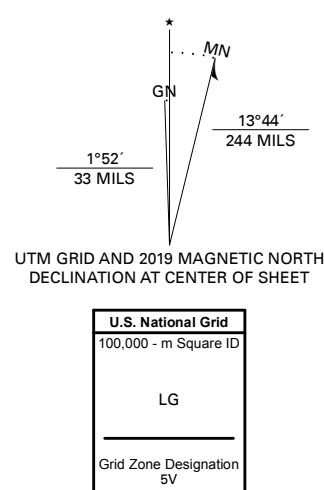 ★
MN
GN
13°44´
244 MILS
1°52´
33 MILS
UTM GRID AND 2019 MAGNETIC NORTH
DECLINATION AT CENTER OF SHEET
U.S. National Grid
100,000 - m Square ID
LG
Grid Zone Designation
5V